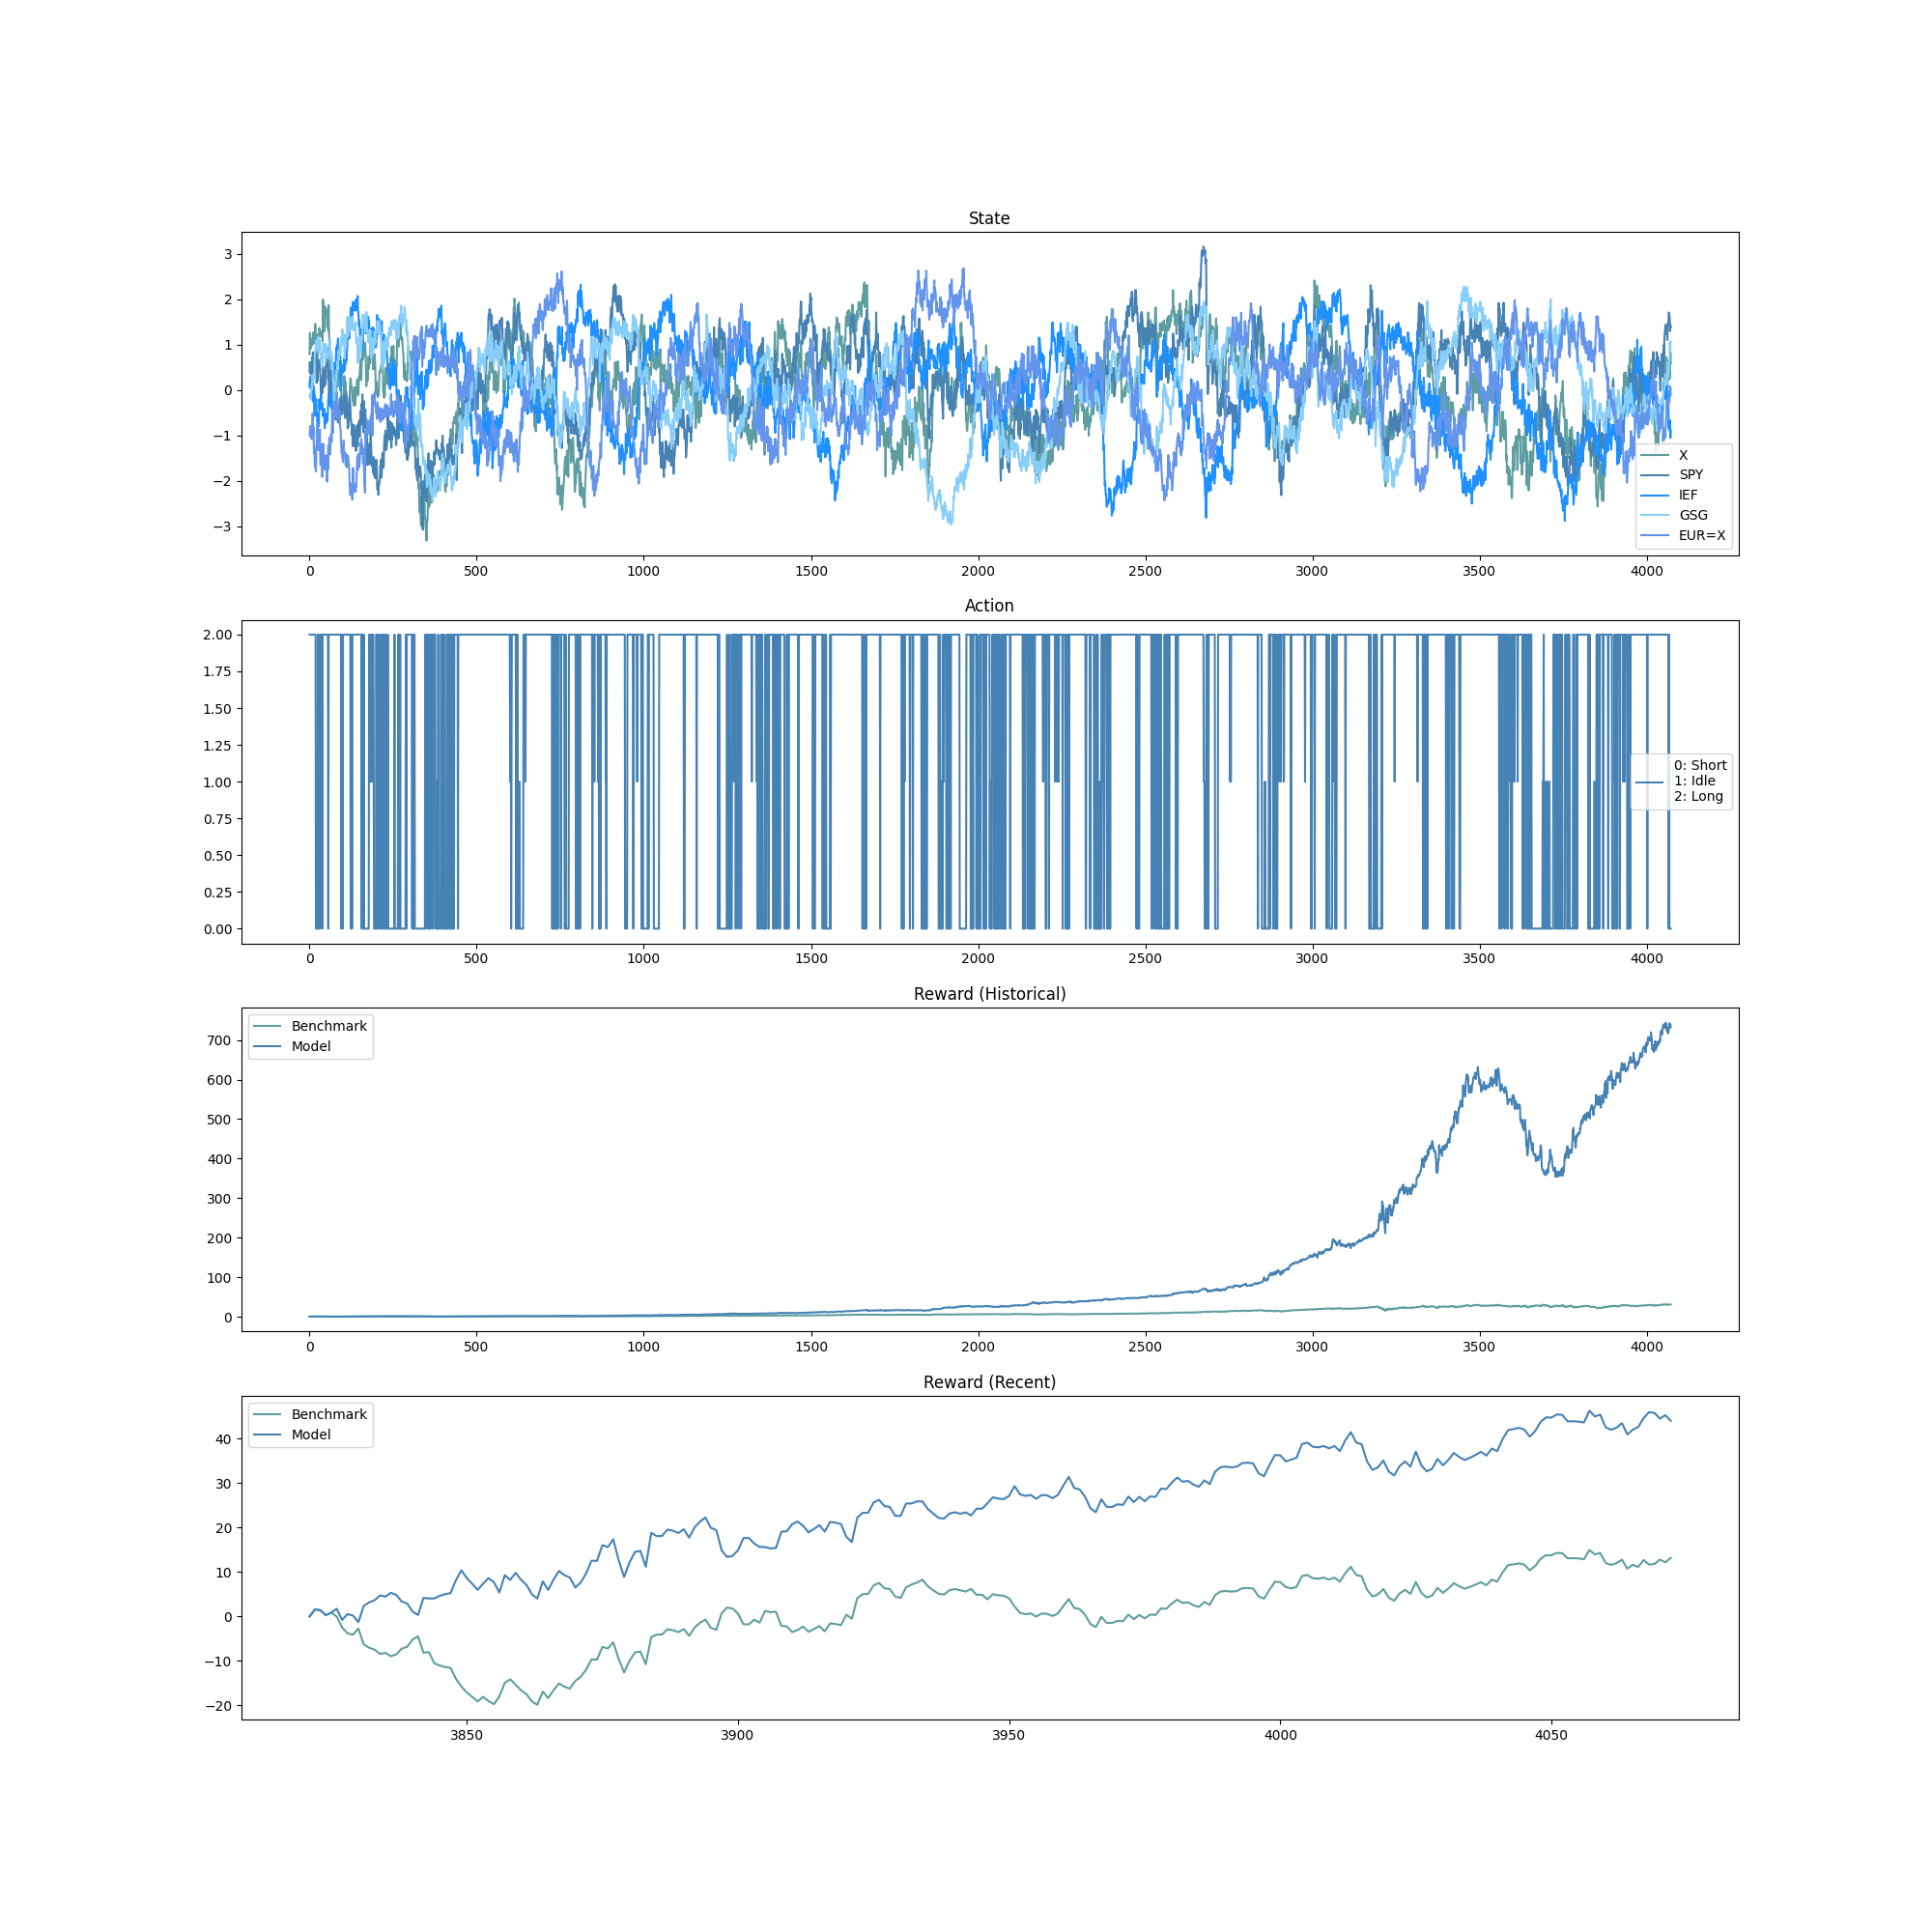 State
3
2
1
0
−1
−2
−3
X
SPY
IEF
GSG
EUR=X
0 500 1000 1500 2000 2500 3000 3500 4000
Action
2.00
1.75
1.50
1.25
1.00
0.75
0.50
0.25
0.00
0: Short
1: Idle
2: Long
0 500 1000 1500 2000 2500 3000 3500 4000
Reward (Historical)
Benchmark
Model
700
600
500
400
300
200
100
0
0 500 1000 1500 2000 2500 3000 3500 4000
Reward (Recent)
Benchmark
Model
40
30
20
10
0
−10
−20
3850 3900 3950 4000 4050